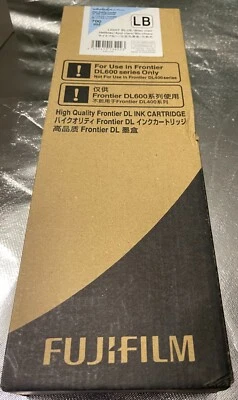 LB
For Use in Frontier
DL600 series Only
Not For Use in Frontier DL400series
仅供
Frontier DL600系列使用
不能用于Frontier DL400系列
High Quality Frontier DL INK CARTRIDGE
ハイクオリティ Frontier DL インクカートリッジ
高品质 Frontier DL 墨盒
FUJIFILM